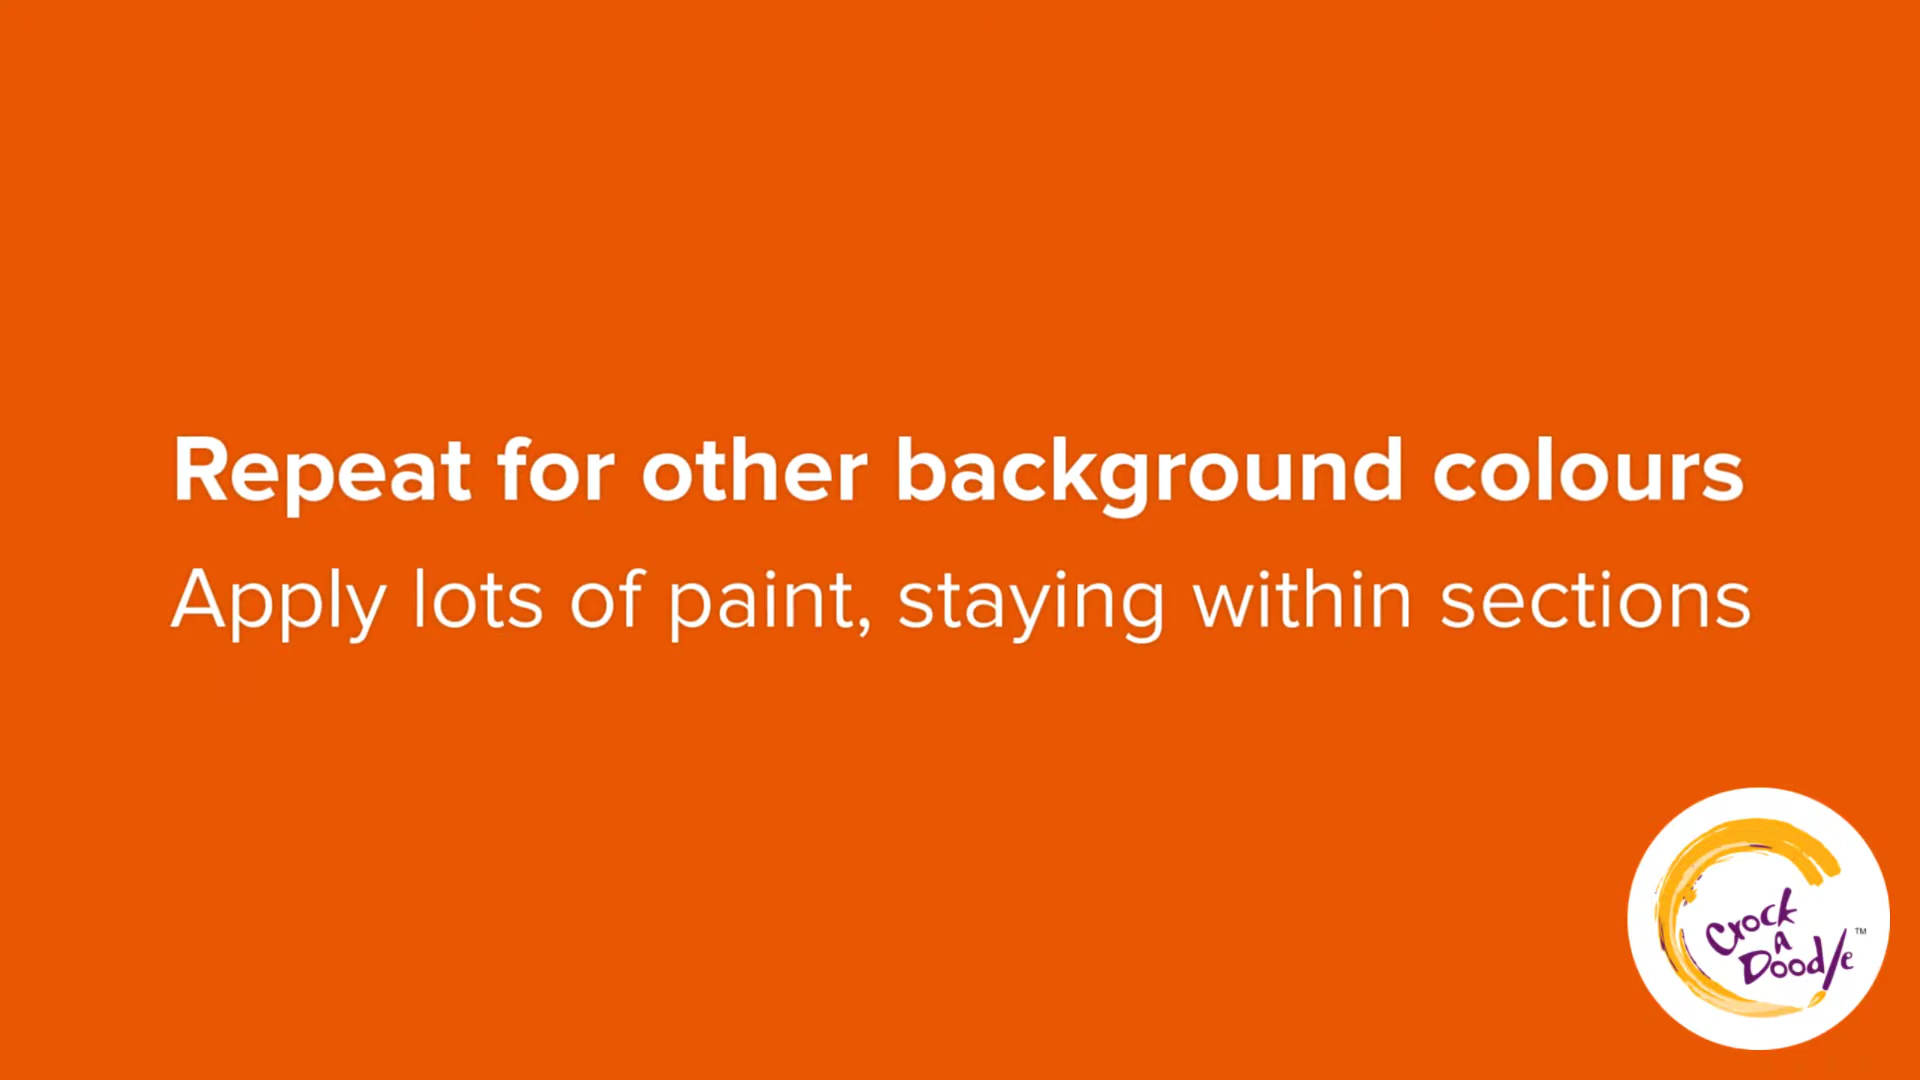 Repeat for other background colours
Apply lots of paint, staying within sections
Crock
a
Doodle
TM